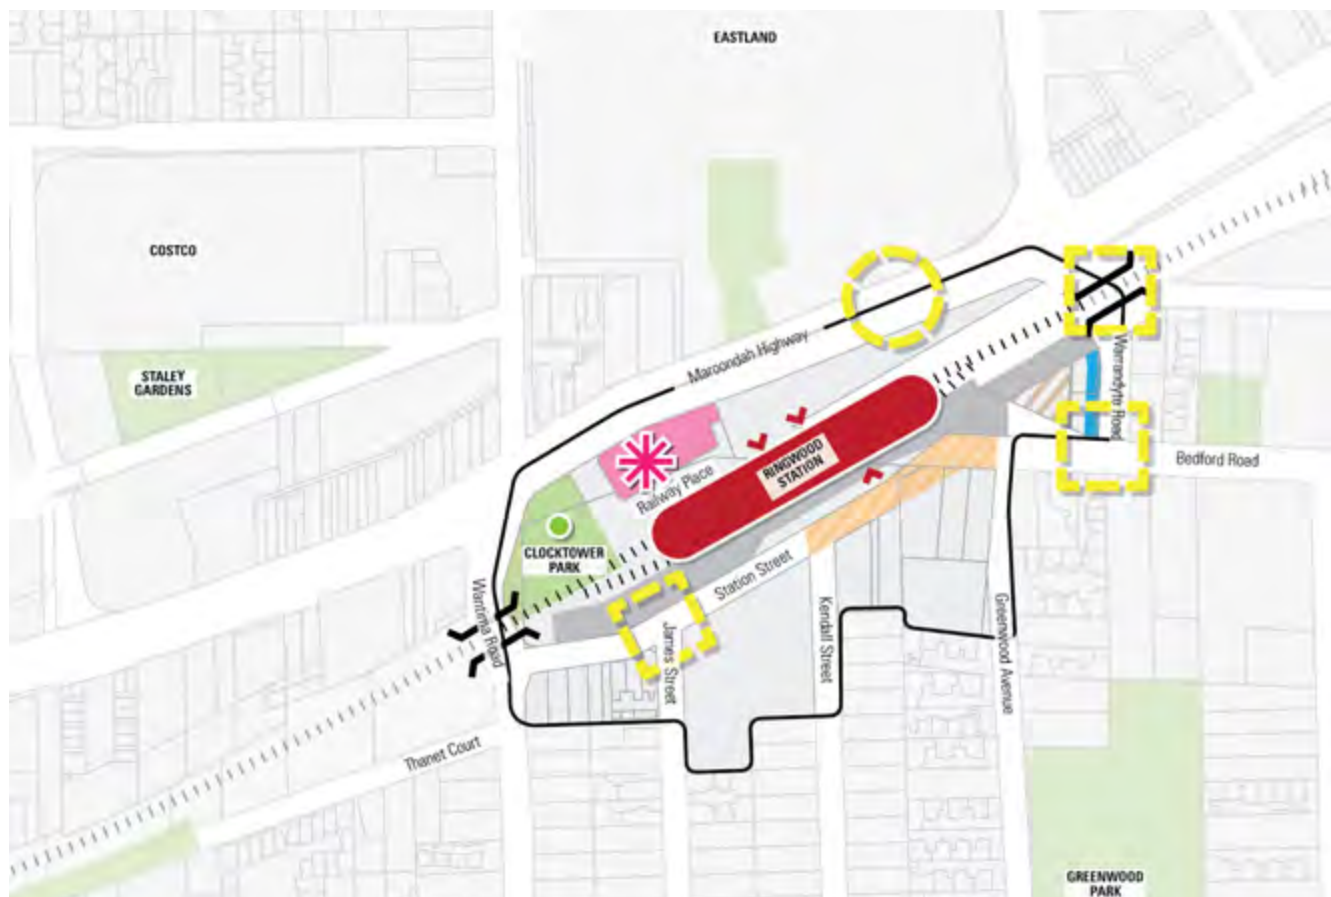 EASTLAND
COSTCO
Maroondah Highway
Warrandyte Road
STALEY
GARDENS
Bedford Road
RINGWOOD
STATION
Railway Place
CLOCKTOWER
PARK
Station Street
Wantirna Road
James Street
Kendall Street
Greenwood Avenue
Thanet Court
GREENWOOD
PARK